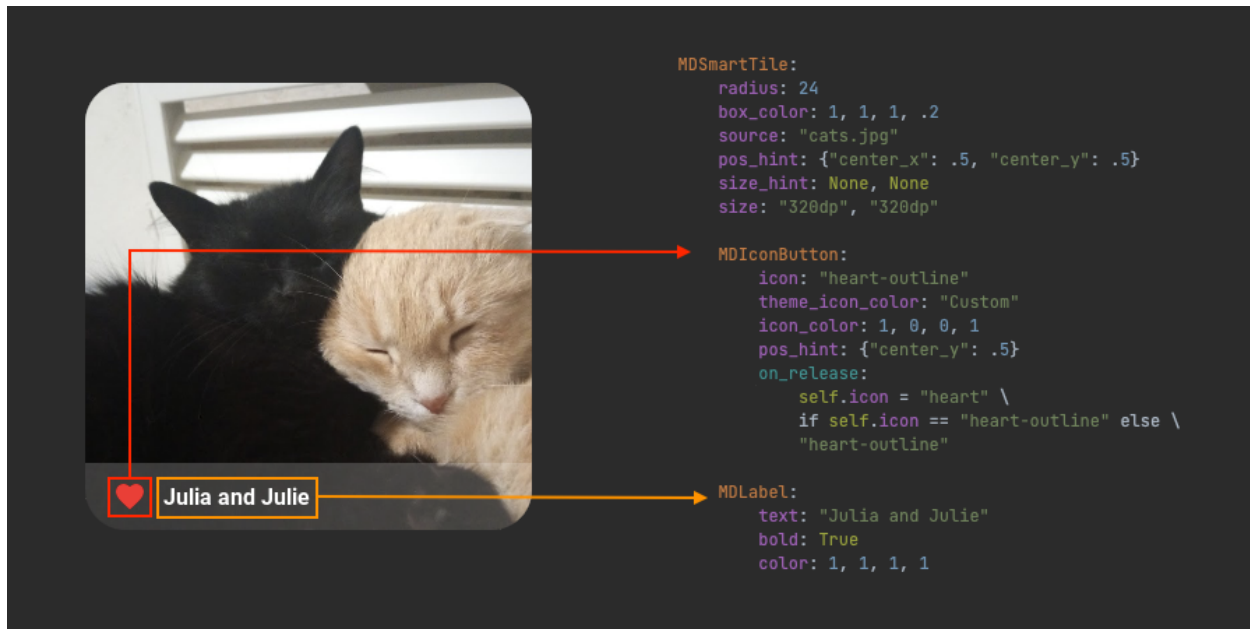 Julia and Julie
MDSmartTile:
    radius: 24
    box_color: 1, 1, 1, .2
    source: "cats.jpg"
    pos_hint: {"center_x": .5, "center_y": .5}
    size_hint: None, None
    size: "320dp", "320dp"
    MDIconButton:
        icon: "heart-outline"
        theme_icon_color: "Custom"
        icon_color: 1, 0, 0, 1
        pos_hint: {"center_y": .5}
        on_release:
            self.icon = "heart" \
            if self.icon == "heart-outline" else \
            "heart-outline"
    MDLabel:
        text: "Julia and Julie"
        bold: True
        color: 1, 1, 1, 1